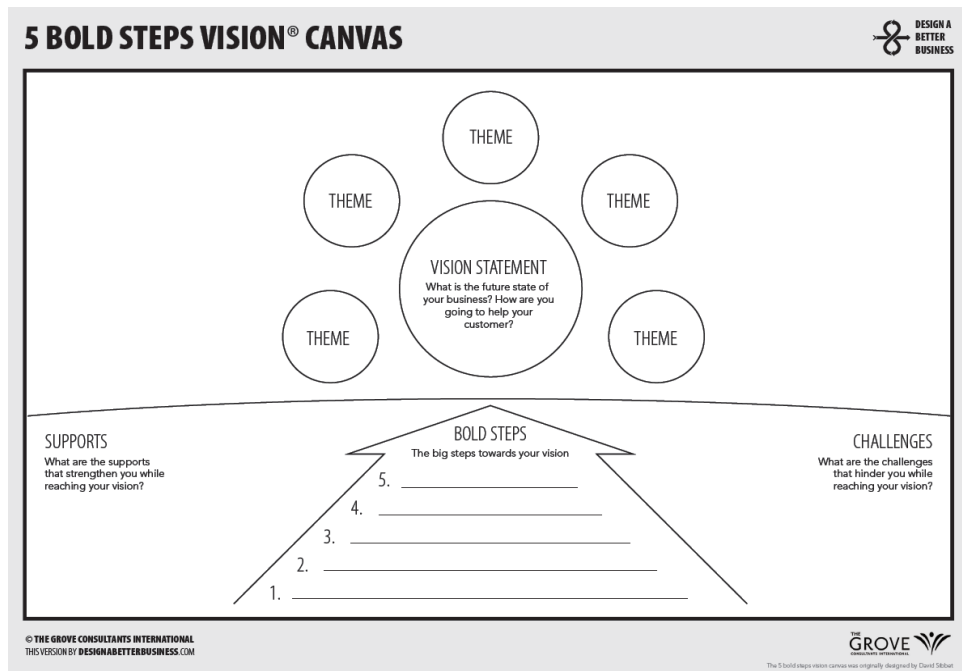 5 BOLD STEPS VISION® CANVAS
DESIGN A
BETTER
BUSINESS
THEME
THEME
THEME
VISION STATEMENT
What is the future state of
your business? How are you
going to help your
customer?
THEME
THEME
SUPPORTS
What are the supports
that strengthen you while
reaching your vision?
BOLD STEPS
The big steps towards your vision
5.
4.
3.
2.
1.
CHALLENGES
What are the challenges
that hinder you while
reaching your vision?
© THE GROVE CONSULTANTS INTERNATIONAL
THIS VERSION BY DESIGNABETTERBUSINESS.COM
THE
GROVE
CONSULTANTS INTERNATIONAL
The 5 bold steps vision canvas was originally designed by David Sibbet